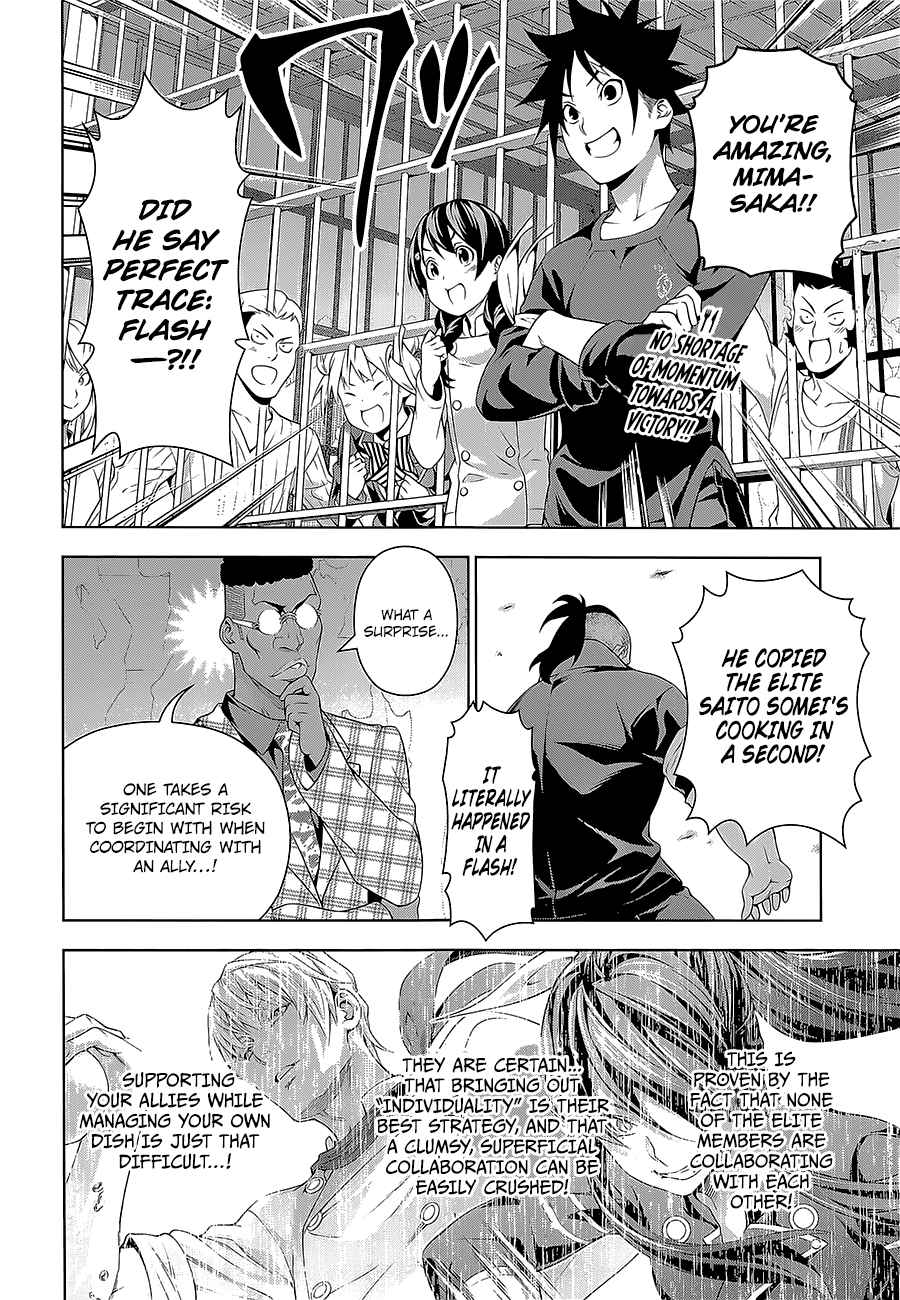 YOU'RE
AMAZING,
MIMA-
SAKA!!
ワッ
DID
HE SAY
PERFECT
TRACE:
FLASH
—?!!
11
NO SHORTAGE
OF MOMENTUM
TOWARDS A
VICTORY!!
HE COPIED
THE ELITE
SAITO SOMEI'S
COOKING IN
A SECOND!
IT
LITERALLY
HAPPENED
IN A
FLASH!
WHAT A
SURPRISE...
ONE TAKES A
SIGNIFICANT RISK
TO BEGIN WITH WHEN
COORDINATING WITH
AN ALLY...!
THIS IS
PROVEN BY THE
FACT THAT NONE
OF THE ELITE
MEMBERS ARE
COLLABORATING
WITH EACH
OTHER!
THEY ARE CERTAIN...
THAT BRINGING OUT
"INDIVIDUALITY" IS THEIR
BEST STRATEGY, AND THAT
A CLUMSY, SUPERFICIAL
COLLABORATION CAN BE
EASILY CRUSHED!
SUPPORTING
YOUR ALLIES WHILE
MANAGING YOUR OWN
DISH IS JUST THAT
DIFFICULT...!